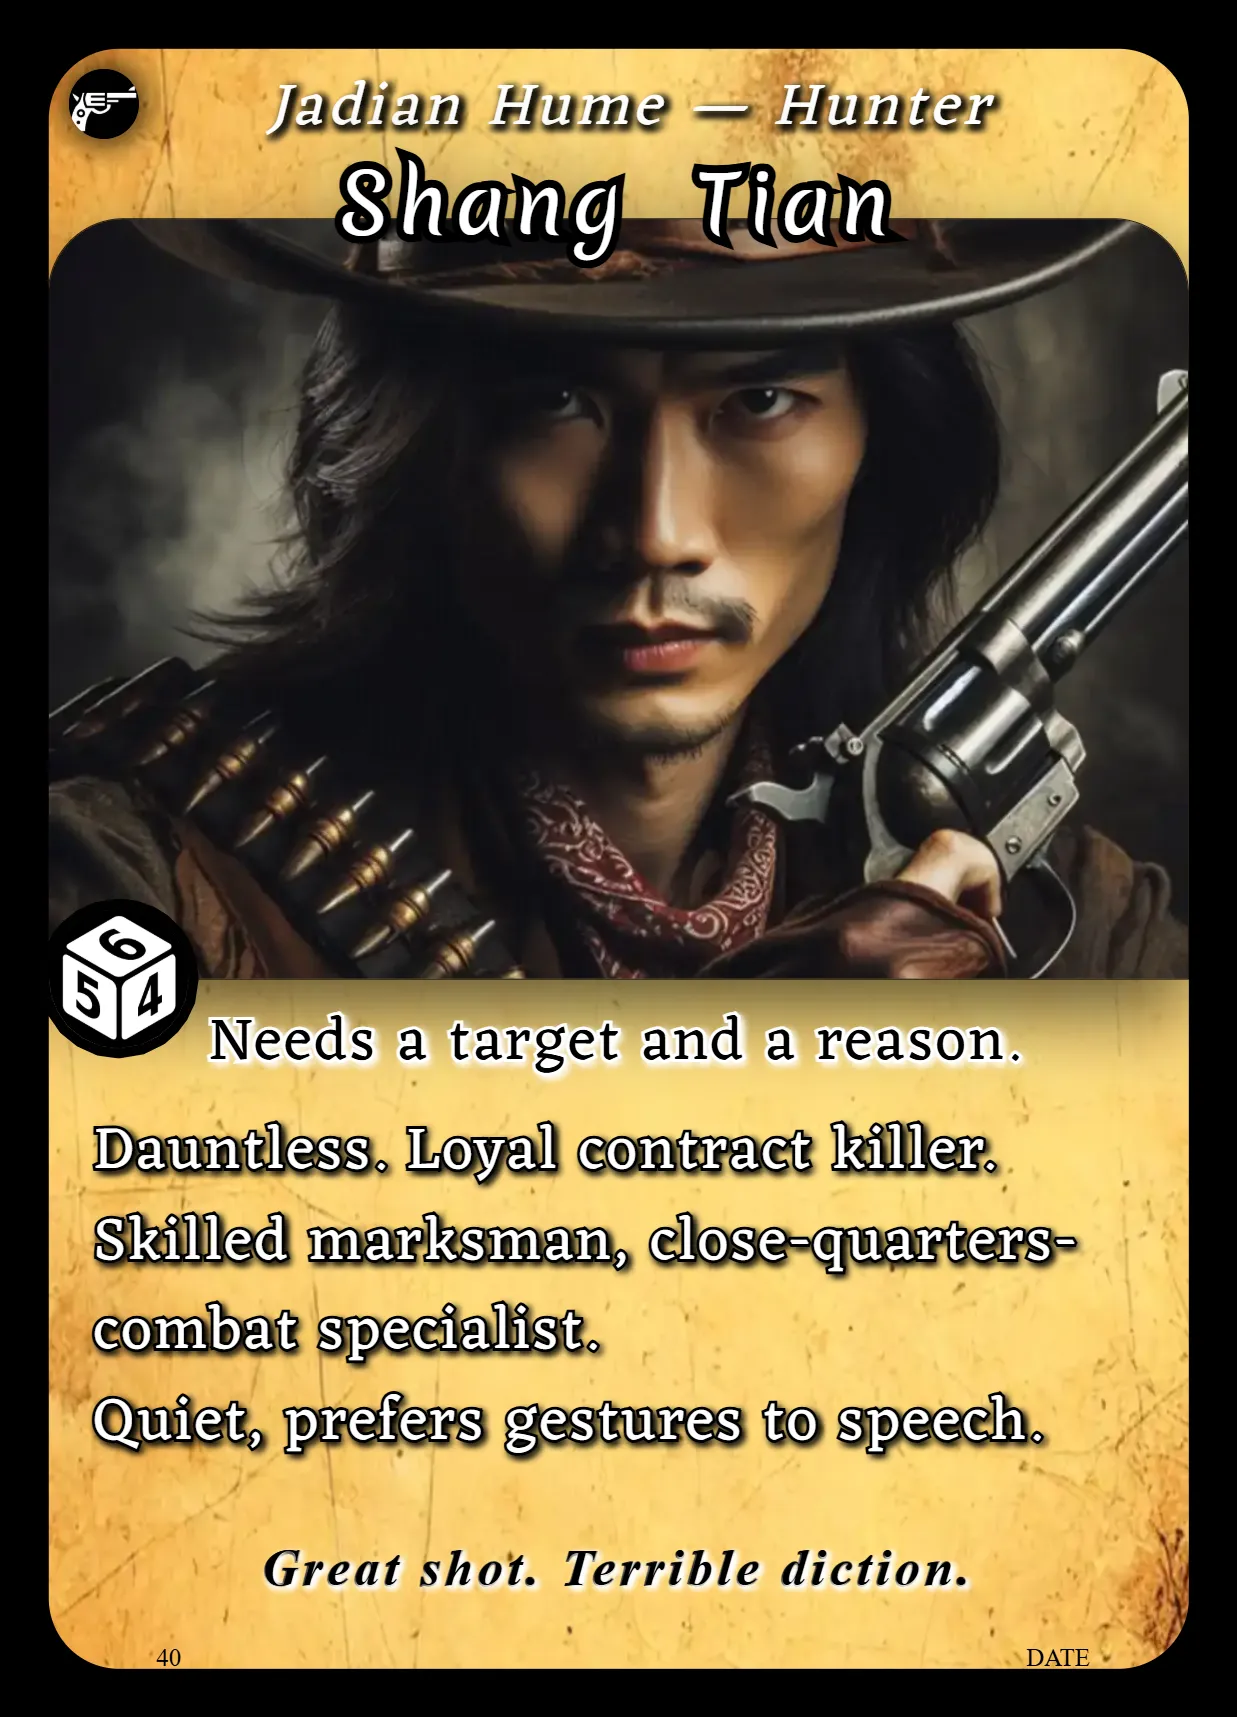 Jadian Hume — Hunter
Shang Tian
6
5 4
Needs a target and a reason.
Dauntless. Loyal contract killer.
Skilled marksman, close-quarters-
combat specialist.
Quiet, prefers gestures to speech.
Great shot. Terrible diction.
40 DATE